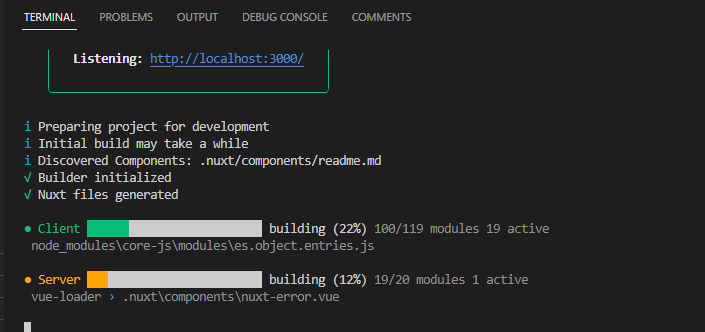 TERMINAL PROBLEMS OUTPUT DEBUG CONSOLE COMMENTS
Listening: http://localhost:3000/
i Preparing project for development
i Initial build may take a while
i Discovered Components: .nuxt/components/readme.md
√ Builder initialized
√ Nuxt files generated
● Client building (22%) 100/119 modules 19 active
node_modules\core-js\modules\es.object.entries.js
● Server building (12%) 19/20 modules 1 active
vue-loader › .nuxt\components\nuxt-error.vue